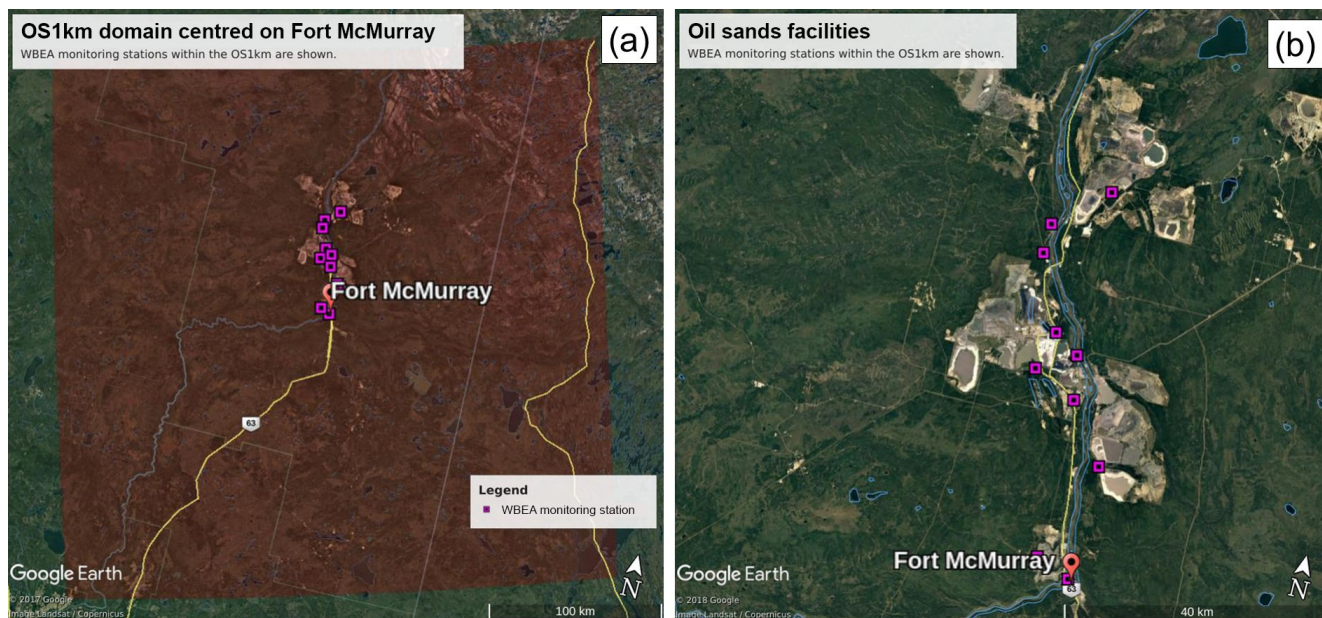 OS1km domain centred on Fort McMurray
WBEA monitoring stations within the OS1km are shown.
(a)
Fort McMurray
63
Legend
WBEA monitoring station
Google Earth
© 2017 Google
Image Landsat / Copernicus
100 km
N
Oil sands facilities
WBEA monitoring stations within the OS1km are shown.
(b)
Fort McMurray
63
Google Earth
© 2018 Google
Image Landsat / Copernicus
40 km
N